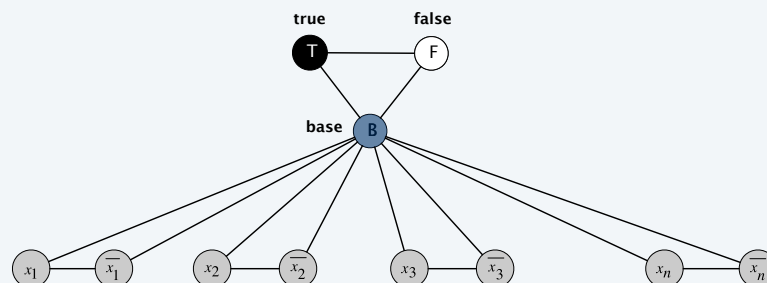 true false
T F
base B
x₁ x̅₁ x₂ x̅₂ x₃ x̅₃ xₙ x̅ₙ